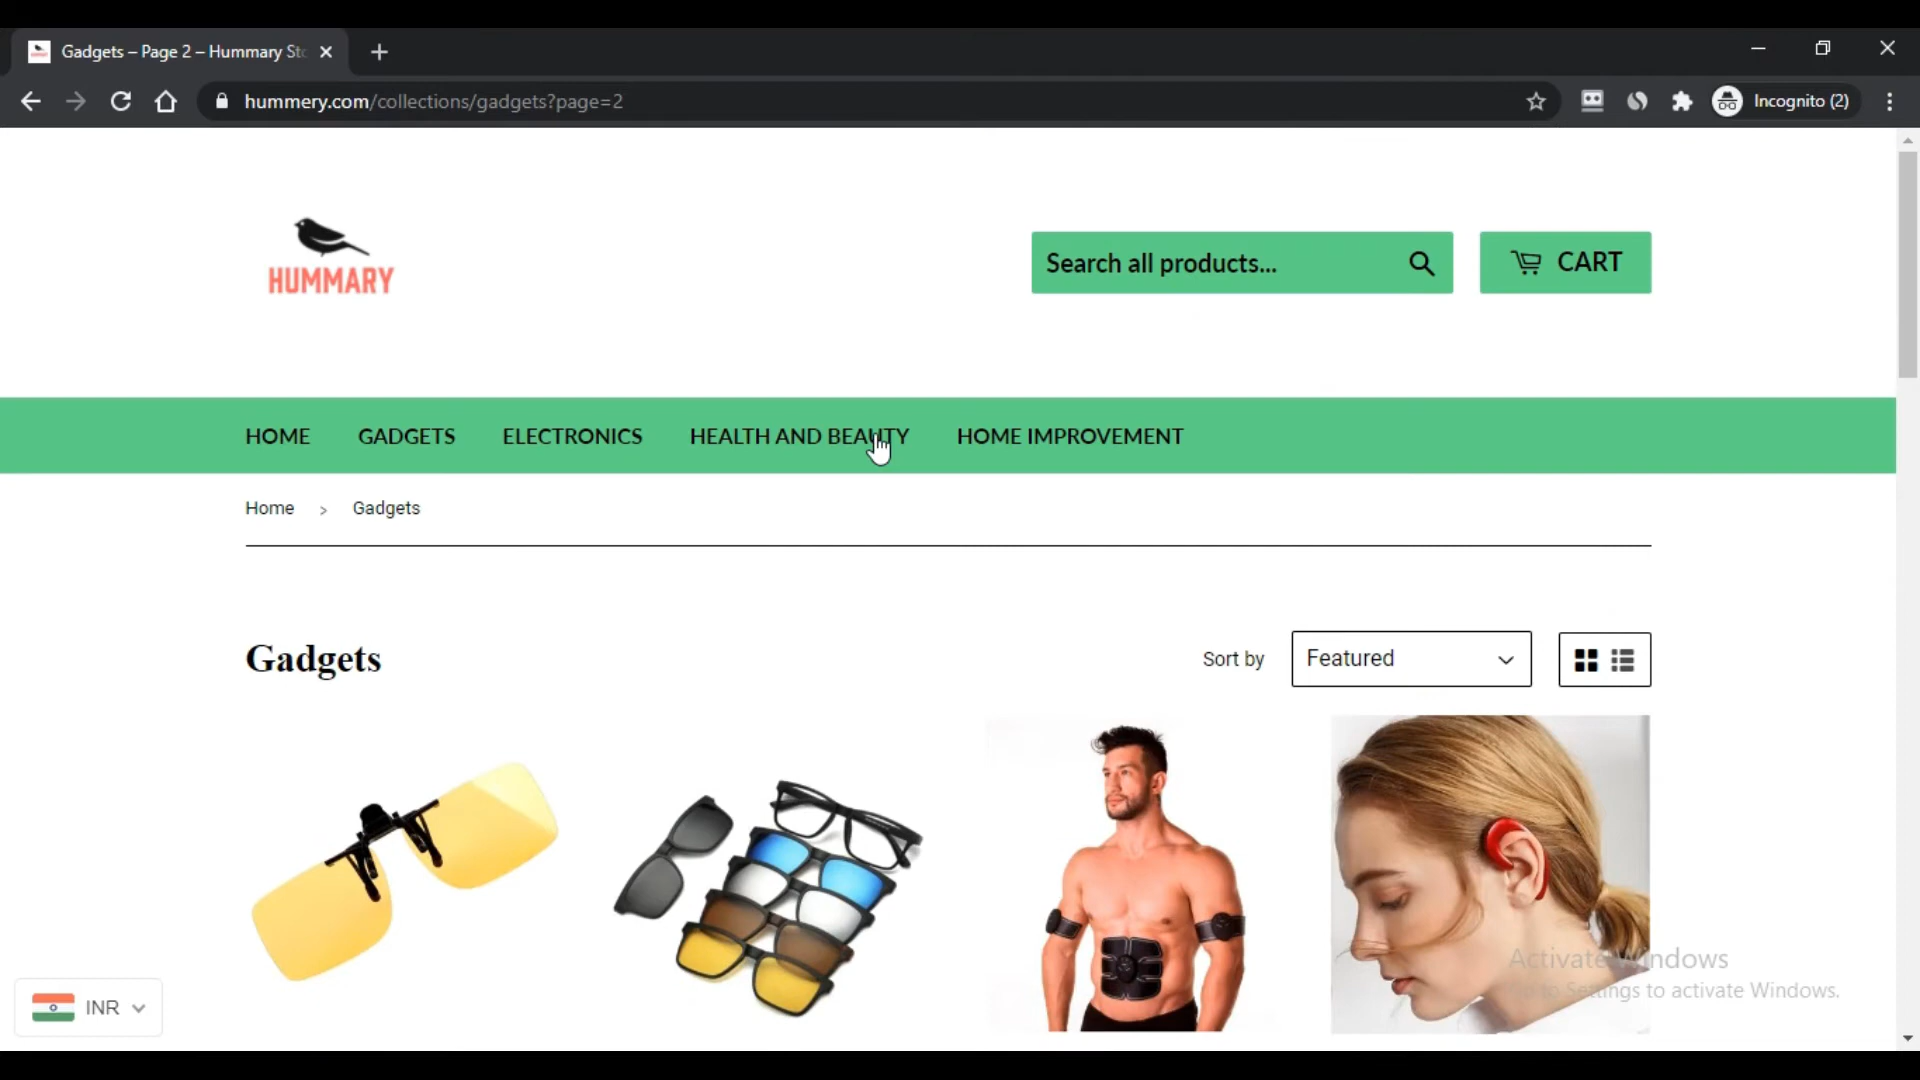 Gadgets – Page 2 – Hummary Sto
hummery.com/collections/gadgets?page=2
Incognito (2)
HUMMARY
Search all products...
CART
HOME GADGETS ELECTRONICS HEALTH AND BEAUTY HOME IMPROVEMENT
Home > Gadgets
Gadgets
Sort by
Featured
Activate Windows
Go to Settings to activate Windows.
INR